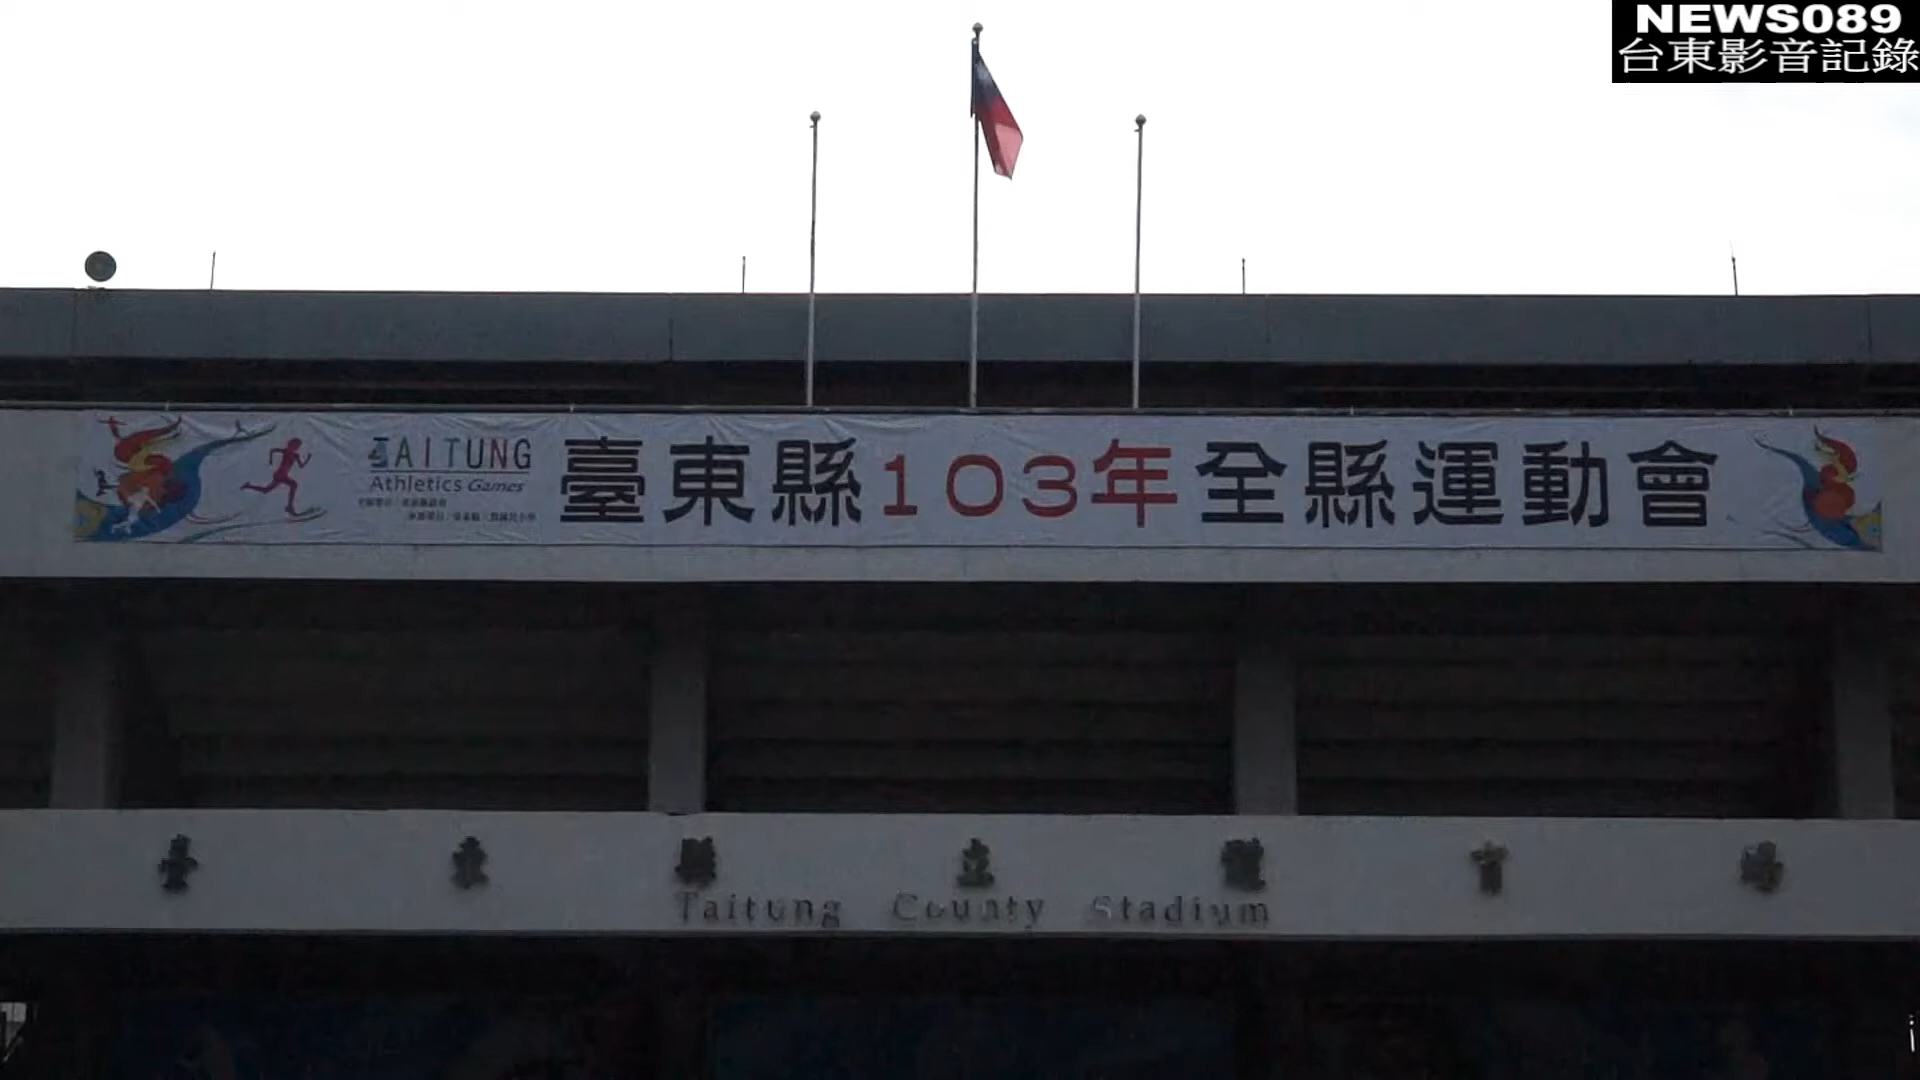 NEWS089
台東影音記錄
TAITUNG
Athletics Games
臺東縣103年全縣運動會
臺東縣立體育場
Taitung County Stadium